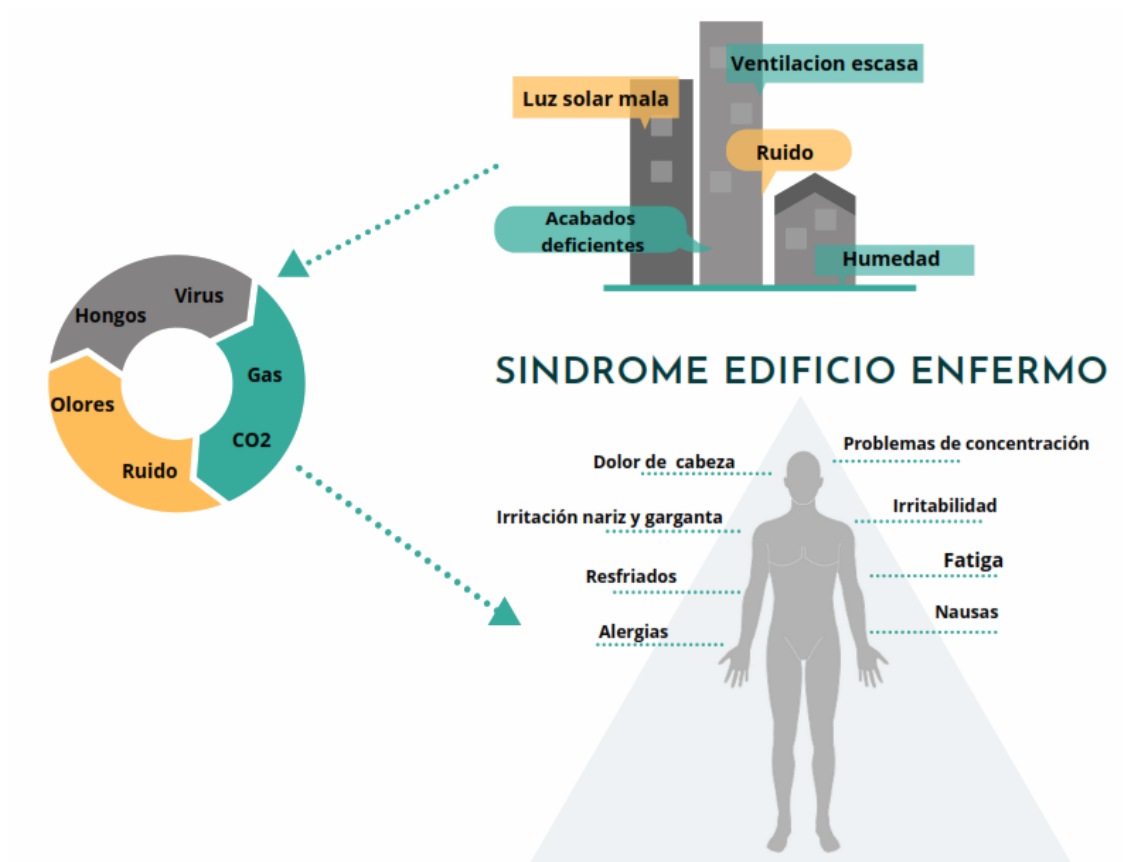 Ventilacion escasa
Luz solar mala
Ruido
Acabados
deficientes
Humedad
Virus
Hongos
Gas
Olores
CO2
Ruido
SINDROME EDIFICIO ENFERMO
Problemas de concentración
Dolor de cabeza
Irritabilidad
Irritación nariz y garganta
Fatiga
Resfriados
Nausas
Alergias